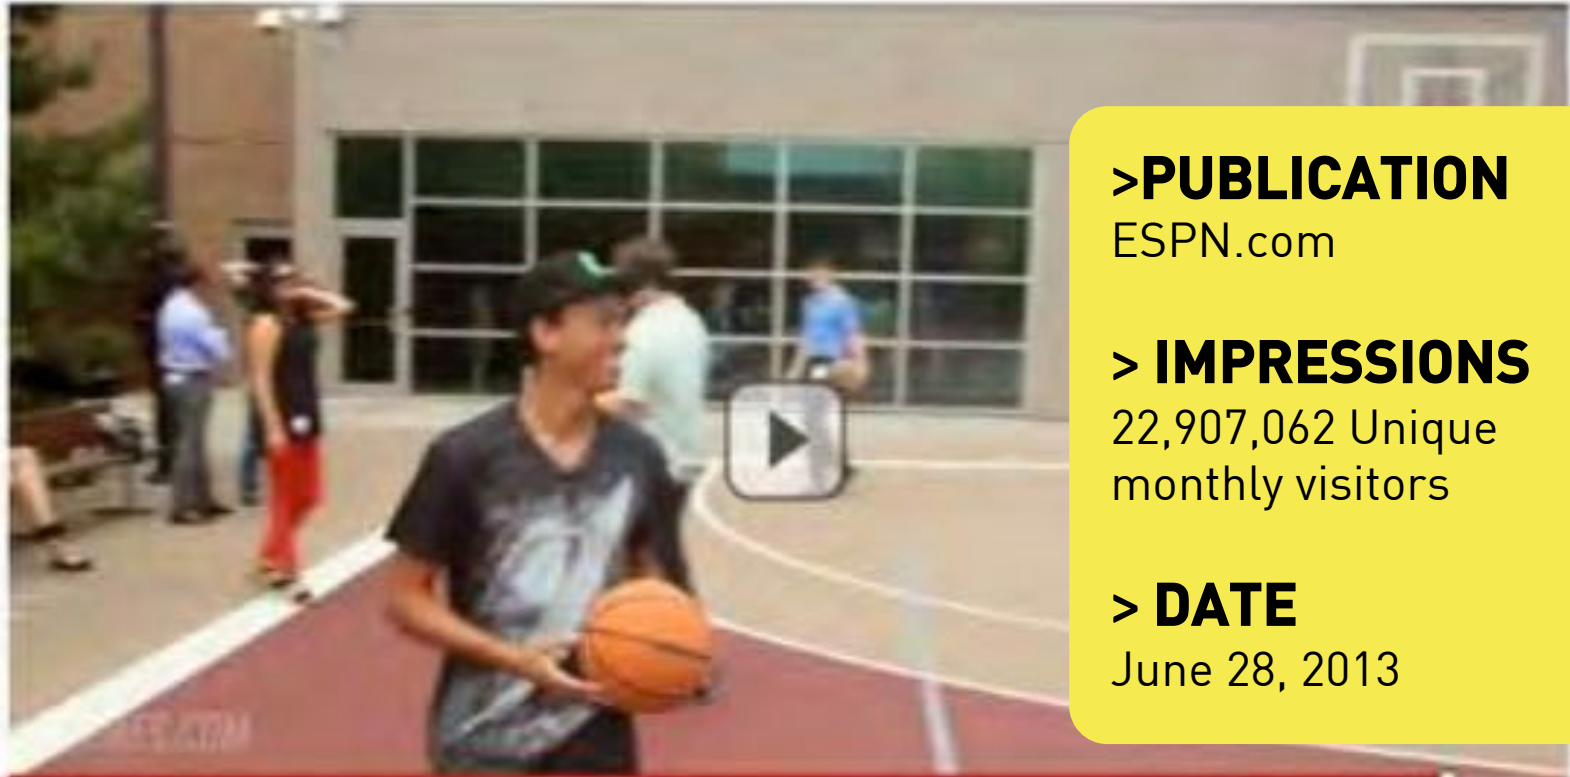 >PUBLICATION
ESPN.com
> IMPRESSIONS
22,907,062 Unique
monthly visitors
> DATE
June 28, 2013